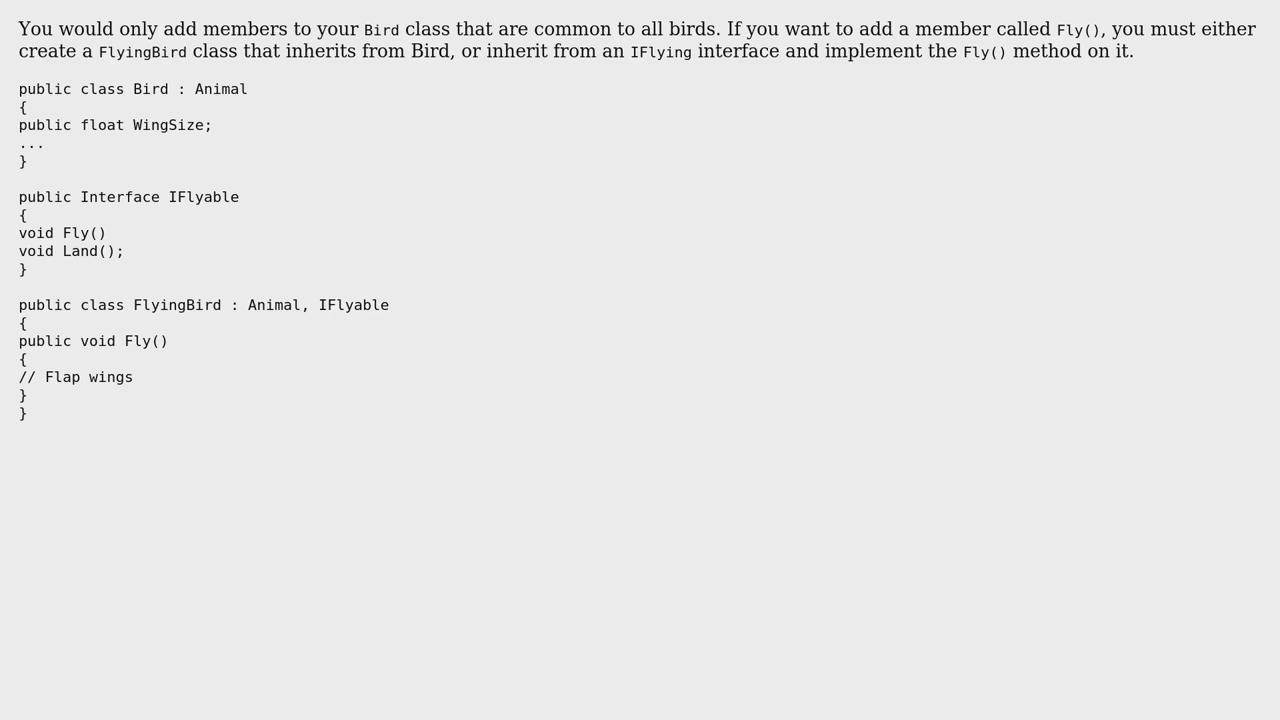 You would only add members to your Bird class that are common to all birds. If you want to add a member called Fly(), you must either
create a FlyingBird class that inherits from Bird, or inherit from an IFlying interface and implement the Fly() method on it.
public class Bird : Animal
{
public float WingSize;
...
}
public Interface IFlyable
{
void Fly()
void Land();
}
public class FlyingBird : Animal, IFlyable
{
public void Fly()
{
// Flap wings
}
}